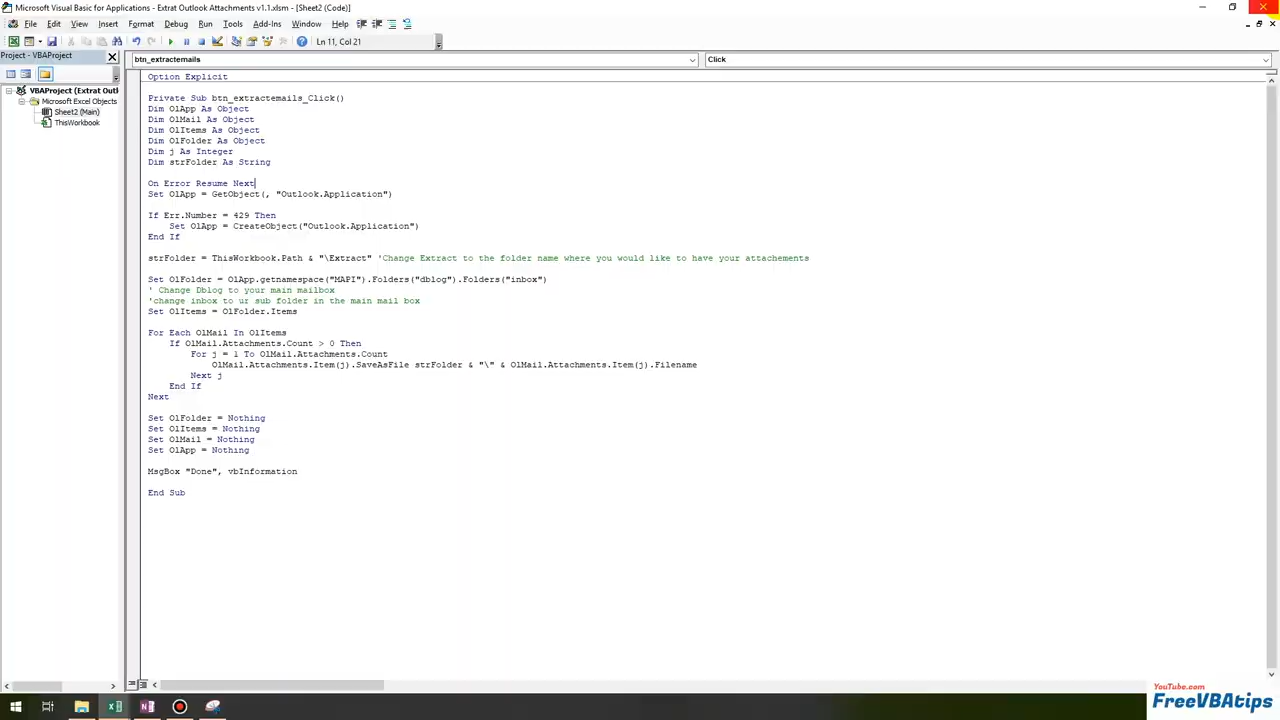 Microsoft Visual Basic for Applications - Extrat Outlook Attachments v1.1.xlsm - [Sheet2 (Code)]
File Edit View Insert Format Debug Run Tools Add-Ins Window Help
Ln 11, Col 21
Project - VBAProject
btn_extractemails
Click
VBAProject (Extrat Outl
Microsoft Excel Objects
Sheet2 (Main)
ThisWorkbook
Option Explicit
Private Sub btn_extractemails_Click()
Dim OlApp As Object
Dim OlMail As Object
Dim OlItems As Object
Dim OlFolder As Object
Dim j As Integer
Dim strFolder As String
On Error Resume Next
Set OlApp = GetObject(, "Outlook.Application")
If Err.Number = 429 Then
Set OlApp = CreateObject("Outlook.Application")
End If
strFolder = ThisWorkbook.Path & "\Extract" 'Change Extract to the folder name where you would like to have your attachements
Set OlFolder = OlApp.getnamespace("MAPI").Folders("dblog").Folders("inbox")
' Change Dblog to your main mailbox
'change inbox to ur sub folder in the main mail box
Set OlItems = OlFolder.Items
For Each OlMail In OlItems
If OlMail.Attachments.Count > 0 Then
For j = 1 To OlMail.Attachments.Count
OlMail.Attachments.Item(j).SaveAsFile strFolder & "\" & OlMail.Attachments.Item(j).Filename
Next j
End If
Next
Set OlFolder = Nothing
Set OlItems = Nothing
Set OlMail = Nothing
Set OlApp = Nothing
MsgBox "Done", vbInformation
End Sub
YouTube.com
FreeVBAtips